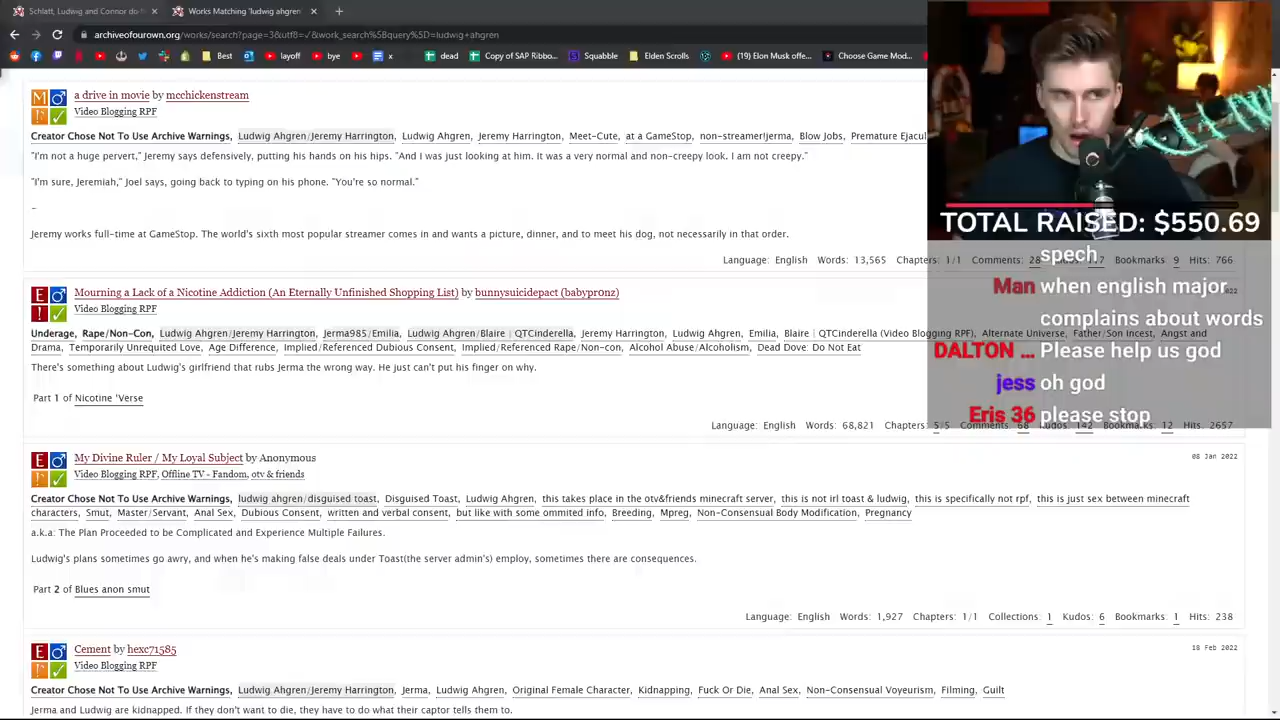 Schlatt, Ludwig and Connor do
Works Matching 'ludwig ahgren'
archiveofourown.org/works/search?page=3&utf8=✓&work_search%5Bquery%5D=ludwig+ahgren
Best layoff bye x dead Copy of SAP Ribbo... Squabble Elden Scrolls (19) Elon Musk offe... Choose Game Mod...
a drive in movie by mcchickenstream
Video Blogging RPF
Creator Chose Not To Use Archive Warnings, Ludwig Ahgren/Jeremy Harrington, Ludwig Ahgren, Jeremy Harrington, Meet-Cute, at a GameStop, non-streamer!jerma, Blow Jobs, Premature Ejacul
"I'm not a huge pervert," Jeremy says defensively, putting his hands on his hips. "And I was just looking at him. It was a very normal and non-creepy look. I am not creepy."
"I'm sure, Jeremiah," Joel says, going back to typing on his phone. "You're so normal."
–
Jeremy works full-time at GameStop. The world's sixth most popular streamer comes in and wants a picture, dinner, and to meet his dog, not necessarily in that order.
Language: English Words: 13,565 Chapters: 1/1 Comments: 28 Bookmarks 9 Hits: 766
Mourning a Lack of a Nicotine Addiction (An Eternally Unfinished Shopping List) by bunnysuicidepact (babypr0nz)
Video Blogging RPF
Underage, Rape/Non-Con, Ludwig Ahgren/Jeremy Harrington, Jerma985/Emilia, Ludwig Ahgren/Blaire | QTCinderella, Jeremy Harrington, Ludwig Ahgren, Emilia, Blaire | QTCinderella (Video Blogging RPF), Alternate Universe, Father/Son Incest, Angst and
Drama, Temporarily Unrequited Love, Age Difference, Implied/Referenced Dubious Consent, Implied/Referenced Rape/Non-con, Alcohol Abuse/Alcoholism, Dead Dove: Do Not Eat
There's something about Ludwig's girlfriend that rubs Jerma the wrong way. He just can't put his finger on why.
Part 1 of Nicotine 'Verse
Language: English Words: 68,821 Chapters: 5/5 Comments: 68 Kudos: 142 Bookmarks: 12 Hits: 2657
My Divine Ruler / My Loyal Subject by Anonymous
08 Jan 2022
Video Blogging RPF, Offline TV - Fandom, otv & friends
Creator Chose Not To Use Archive Warnings, ludwig ahgren/disguised toast, Disguised Toast, Ludwig Ahgren, this takes place in the otv&friends minecraft server, this is not irl toast & ludwig, this is specifically not rpf, this is just sex between minecraft
characters, Smut, Master/Servant, Anal Sex, Dubious Consent, written and verbal consent, but like with some ommited info, Breeding, Mpreg, Non-Consensual Body Modification, Pregnancy
a.k.a: The Plan Proceeded to be Complicated and Experience Multiple Failures.
Ludwig's plans sometimes go awry, and when he's making false deals under Toast(the server admin's) employ, sometimes there are consequences.
Part 2 of Blues anon smut
Language: English Words: 1,927 Chapters: 1/1 Collections: 1 Kudos: 6 Bookmarks: 1 Hits: 238
Cement by hexc71585
18 Feb 2022
Video Blogging RPF
Creator Chose Not To Use Archive Warnings, Ludwig Ahgren/Jeremy Harrington, Jerma, Ludwig Ahgren, Original Female Character, Kidnapping, Fuck Or Die, Anal Sex, Non-Consensual Voyeurism, Filming, Guilt
Jerma and Ludwig are kidnapped. If they don't want to die, they have to do what their captor tells them to.
TOTAL RAISED: $550.69
spech
Man when english major
complains about words
DALTON ... Please help us god
jess oh god
Eris 36 please stop